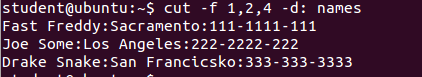 student@ubuntu:~$ cut -f 1,2,4 -d: names
Fast Freddy:Sacramento:111-1111-111
Joe Some:Los Angeles:222-2222-222
Drake Snake:San Francicsko:333-333-3333